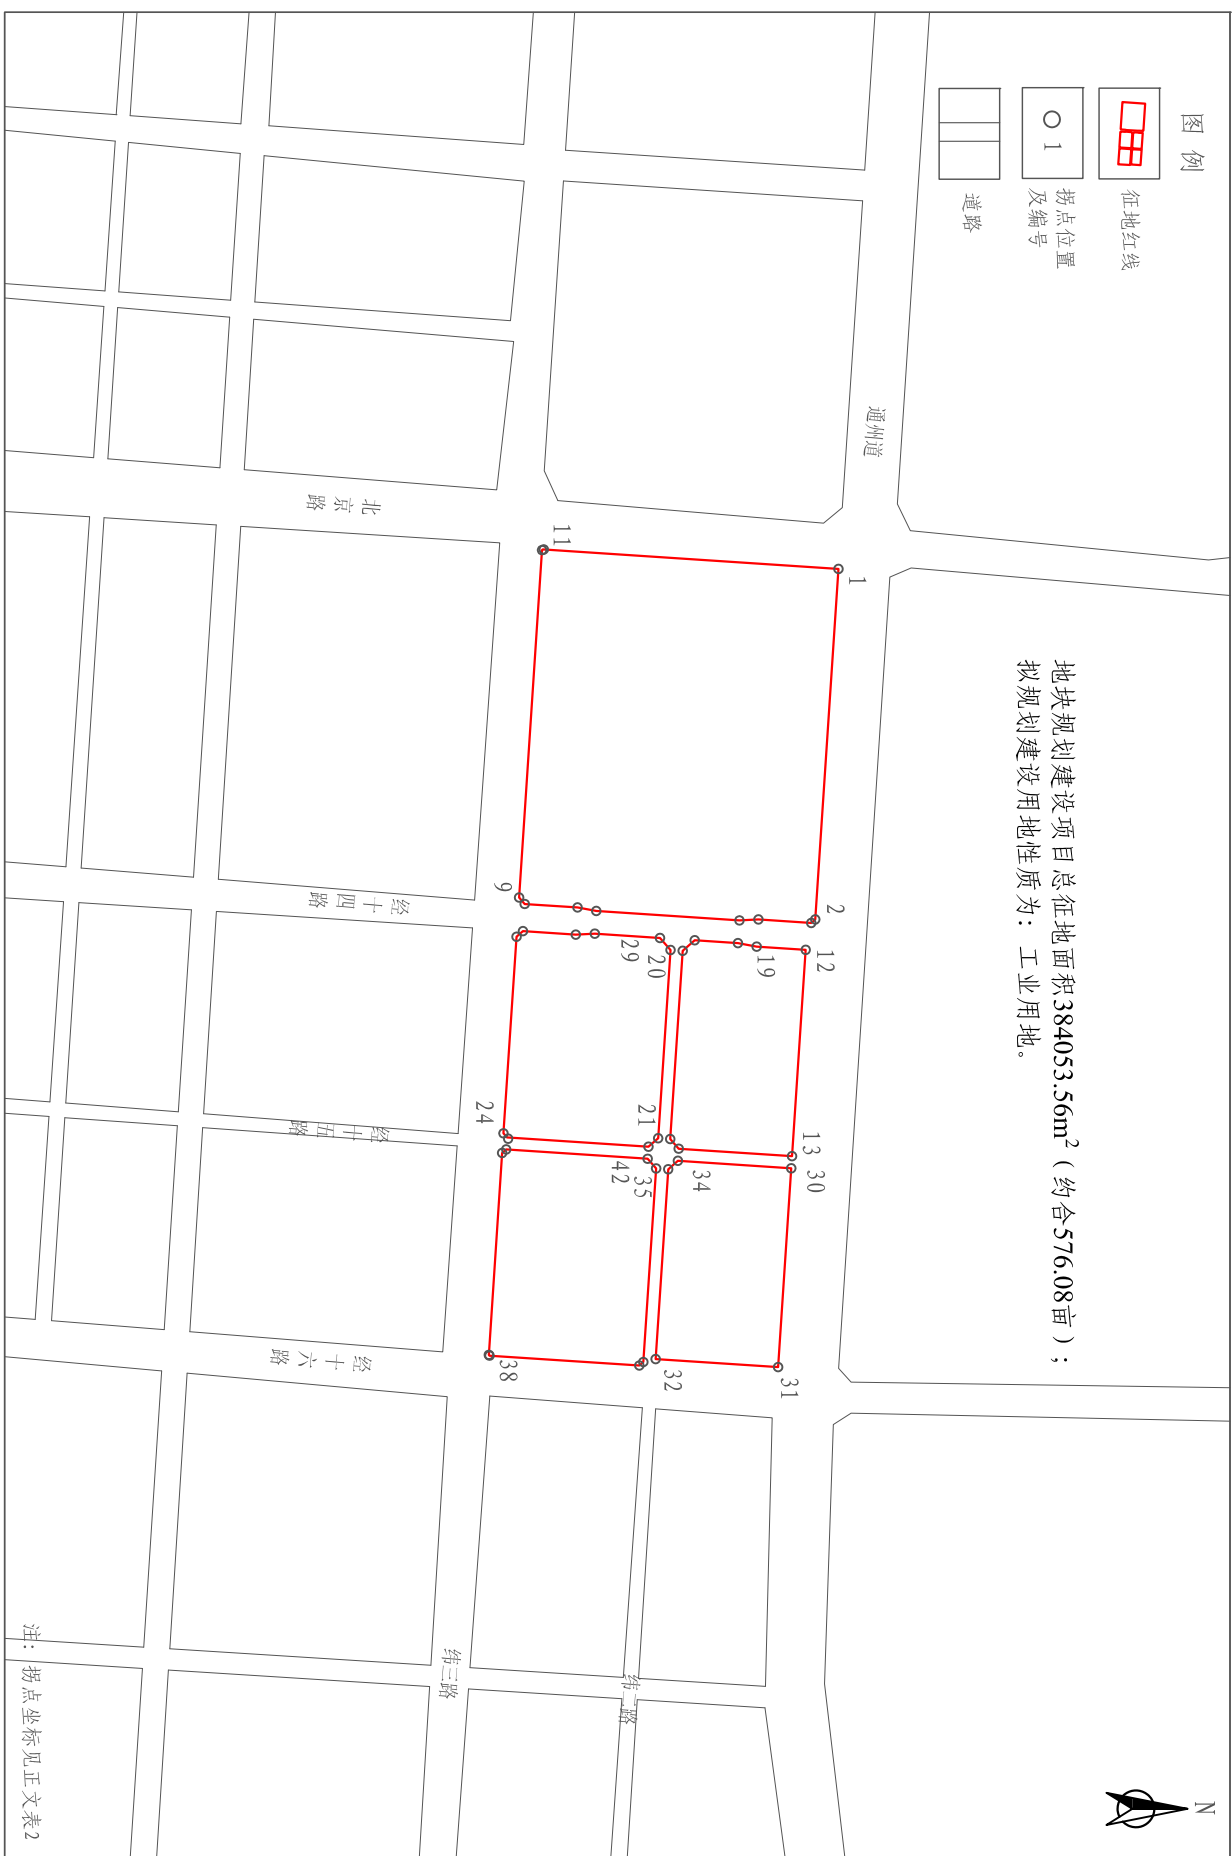 图 例
征地红线
1
拐点位置
及编号
道路
地块规划建设项目总征地面积384053.56m²（约合576.08亩）；
拟规划建设用地性质为：工业用地。
N
通州道
北京路
经十四路
经十五路
经十六路
纬二路
纬三路
1
2
9
11
12
13
19
20
21
24
29
30
31
32
34
35
38
42
注：拐点坐标见正文表2